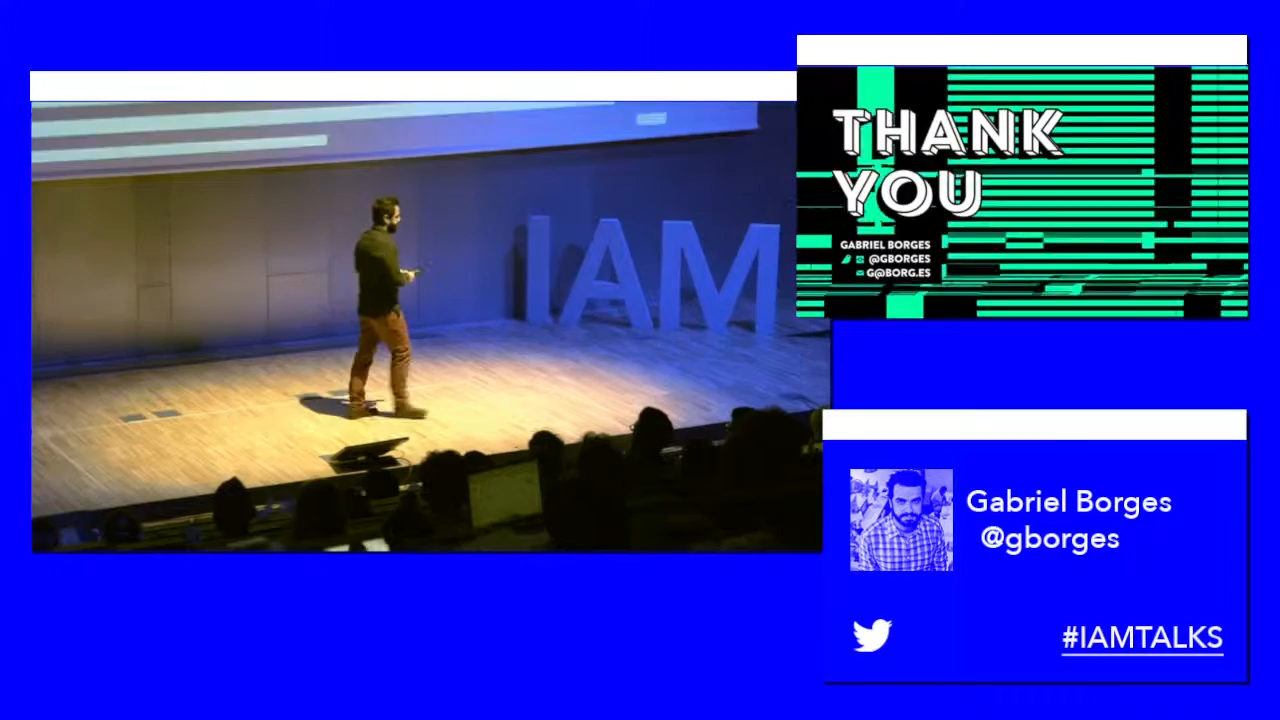 IAM
THANK
YOU
GABRIEL BORGES
@GBORGES
G@BORG.ES
Gabriel Borges
@gborges
#IAMTALKS